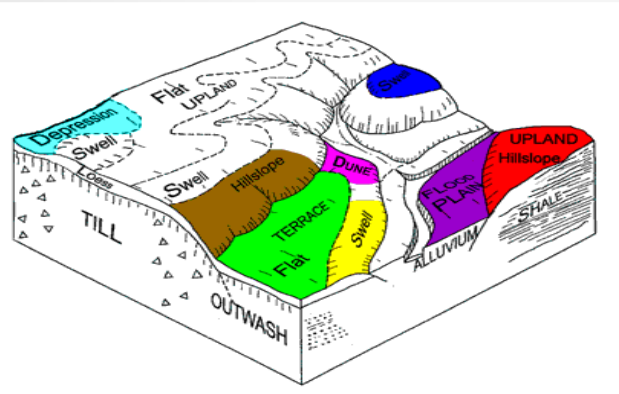 Flat
UPLAND
Swell
Depression
Swell
Loess
Swell
Hillslope
DUNE
UPLAND
Hillslope
FLOOD
PLAIN
SHALE
TERRACE
Swell
Flat
TILL
ALLUVIUM
OUTWASH